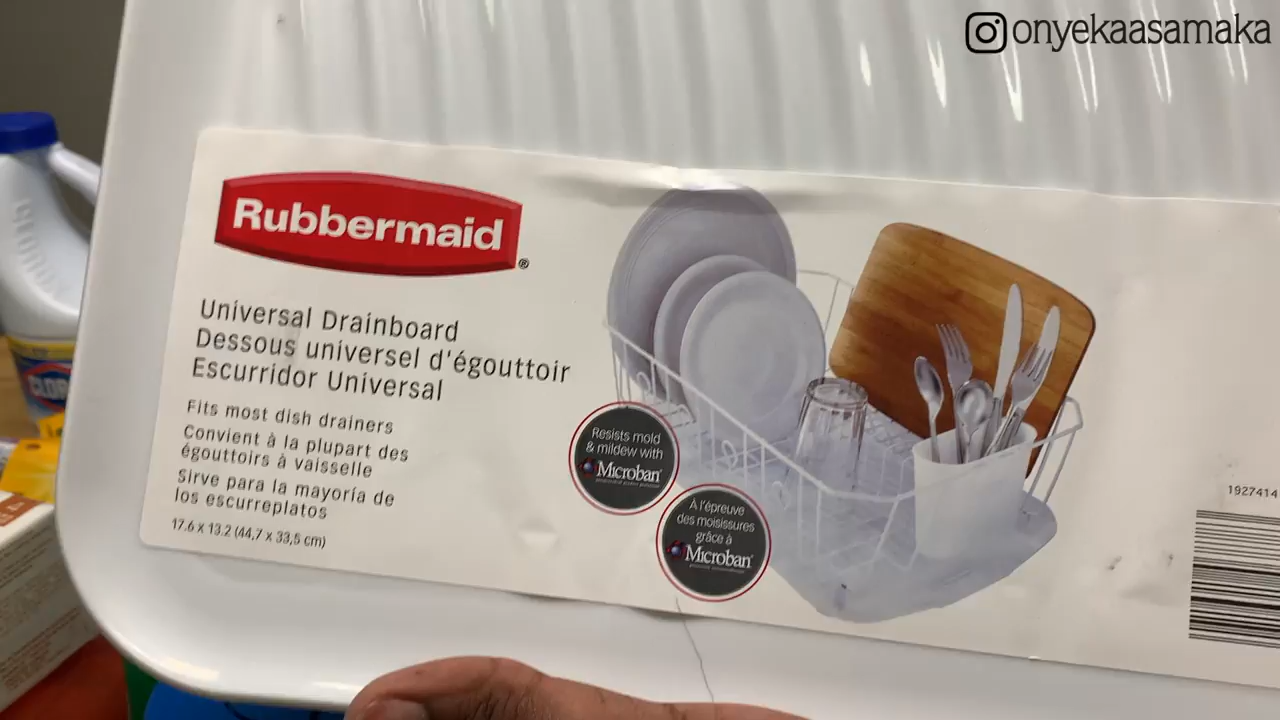 onyekaasamaka
Rubbermaid®
Universal Drainboard
Dessous universel d'égouttoir
Escurridor Universal
Fits most dish drainers
Convient à la plupart des
égouttoirs à vaisselle
Sirve para la mayoría de
los escurreplatos
17.6 x 13.2 (44,7 x 33,5 cm)
Resists mold
& mildew with
Microban®
À l'épreuve
des moisissures
grâce à
Microban®
1927414
CLOR